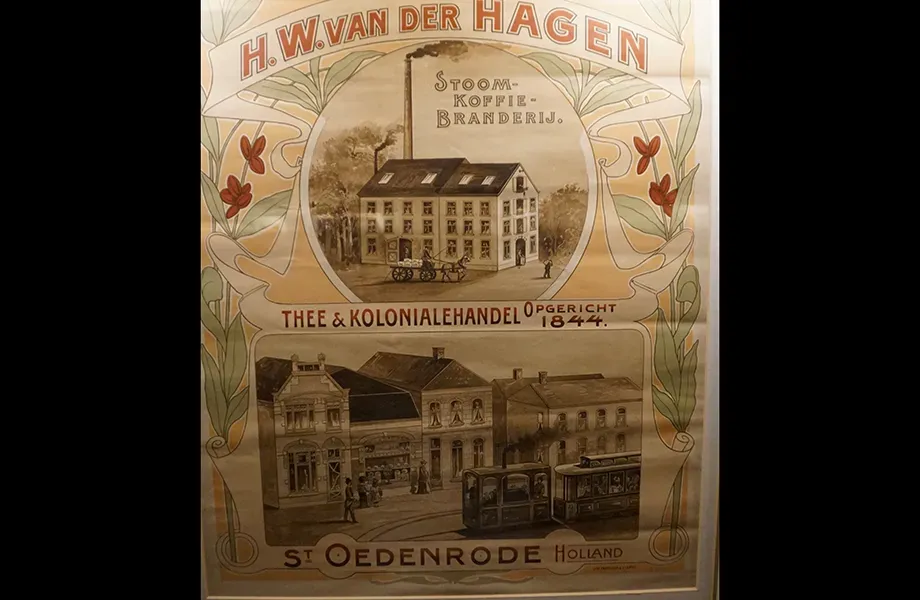 H.W. VAN DER HAGEN
STOOM-
KOFFIE-
BRANDERIJ.
THEE & KOLONIALEHANDEL OPGERICHT
1844.
ST OEDENRODE HOLLAND